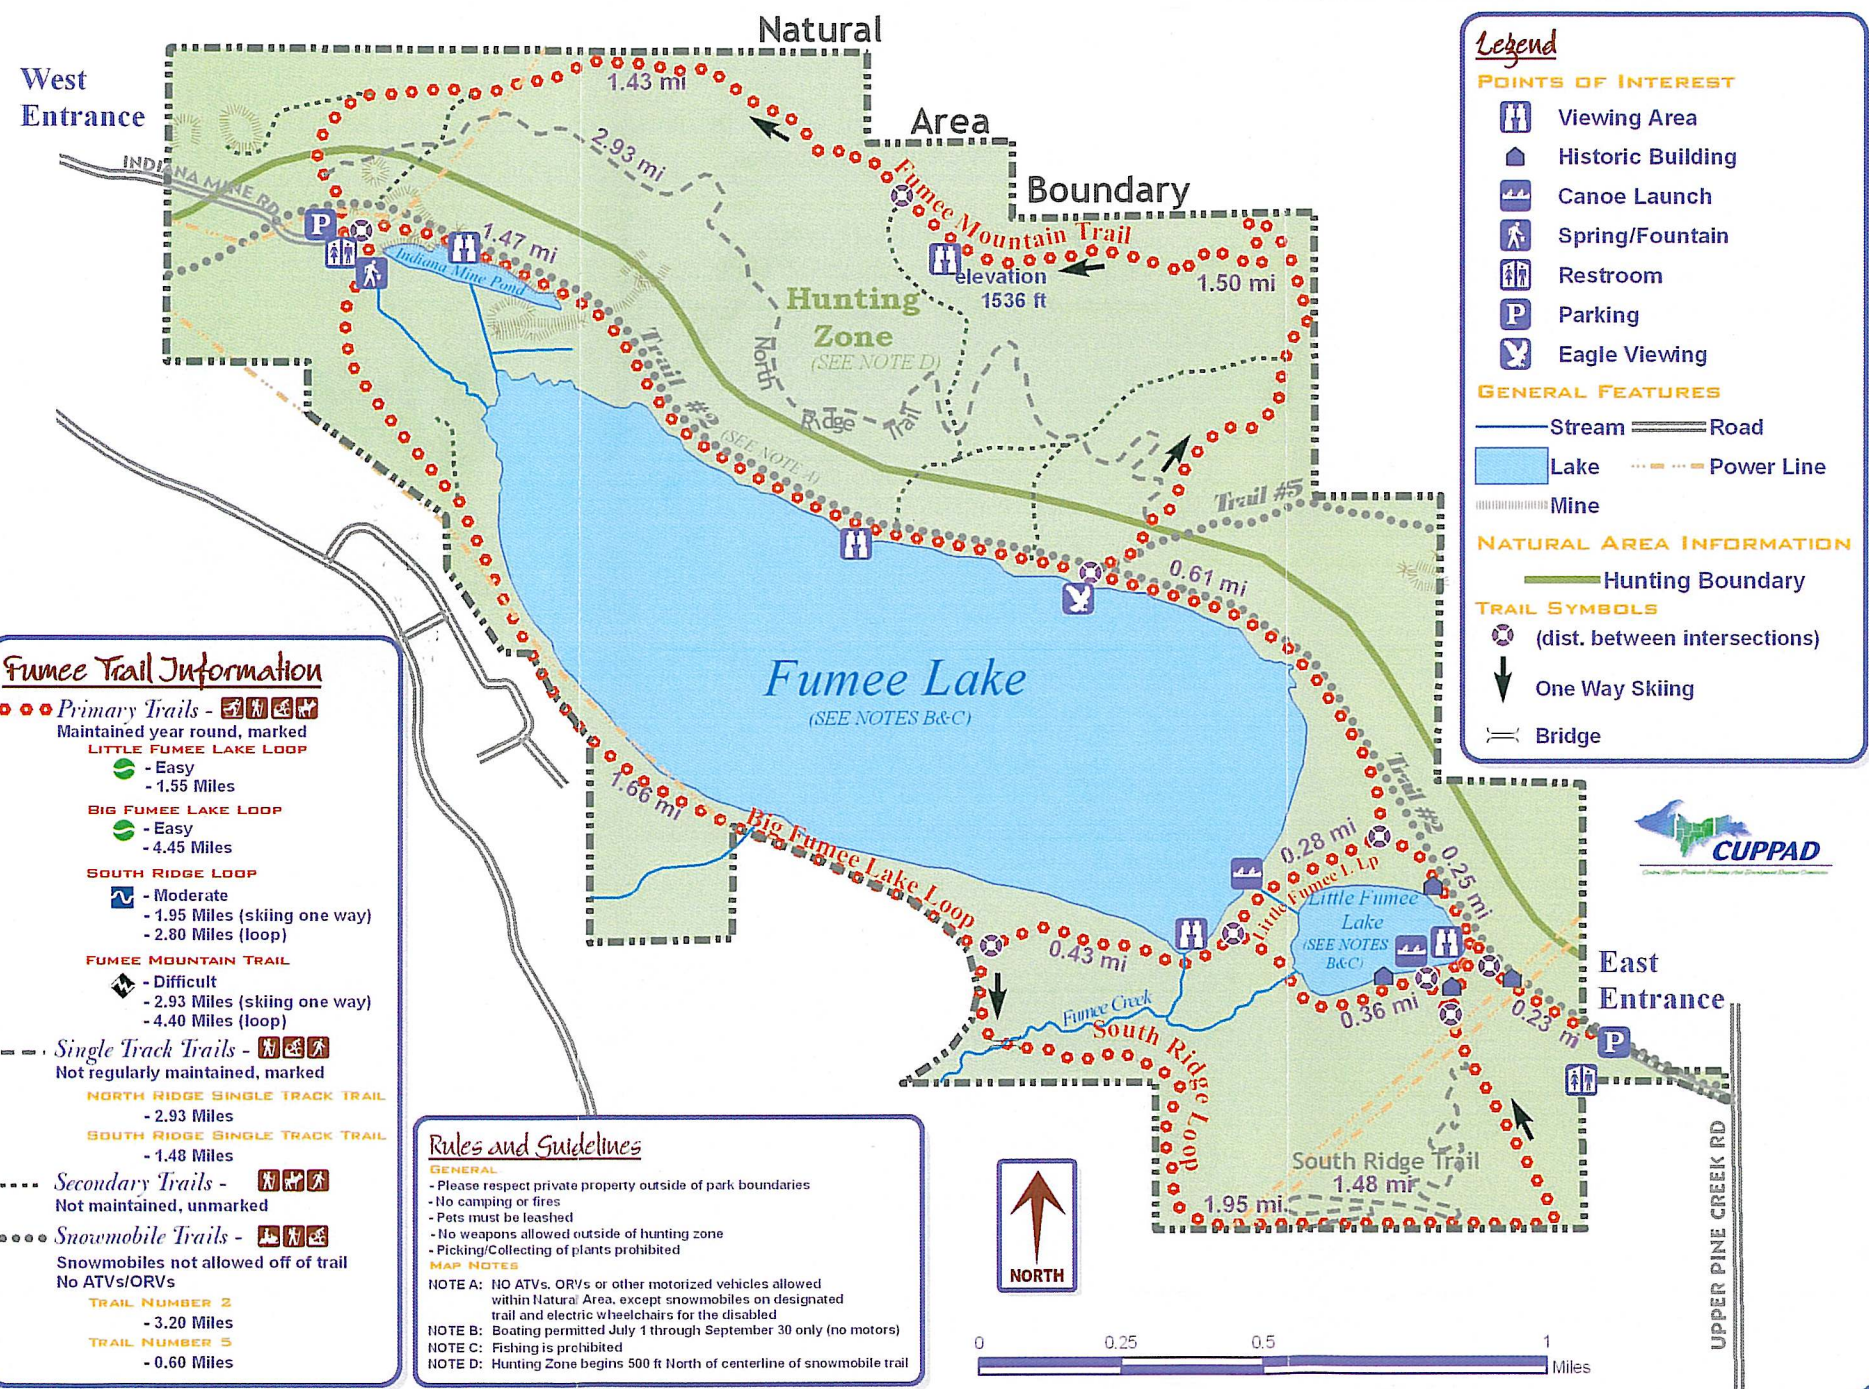 Natural
Area
Boundary
West
Entrance
INDIANA MINE RD
P
1.43 mi
2.93 mi
1.47 mi
Indiana Mine Pond
Fumee Mountain Trail
elevation
1536 ft
1.50 mi
Hunting
Zone
(SEE NOTE D)
North
Ridge
Trail
Trail #2
(SEE NOTE A)
Trail #5
0.61 mi
Fumee Lake
(SEE NOTES B&C)
1.66 mi
Big Fumee Lake Loop
0.28 mi
Little Fumee L Lp
Trail #2
0.25 mi
Little Fumee
Lake
(SEE NOTES
B&C)
0.43 mi
0.36 mi
0.23 m
East
Entrance
P
Fumee Creek
South Ridge Loop
South Ridge Trail
1.48 mi
1.95 mi.
UPPER PINE CREEK RD
NORTH
0 0.25 0.5 1
Miles
CUPPAD
Legend
POINTS OF INTEREST
Viewing Area
Historic Building
Canoe Launch
Spring/Fountain
Restroom
P Parking
Eagle Viewing
GENERAL FEATURES
Stream Road
Lake Power Line
Mine
NATURAL AREA INFORMATION
Hunting Boundary
TRAIL SYMBOLS
(dist. between intersections)
One Way Skiing
Bridge
Fumee Trail Information
Primary Trails -
Maintained year round, marked
LITTLE FUMEE LAKE LOOP
- Easy
- 1.55 Miles
BIG FUMEE LAKE LOOP
- Easy
- 4.45 Miles
SOUTH RIDGE LOOP
- Moderate
- 1.95 Miles (skiing one way)
- 2.80 Miles (loop)
FUMEE MOUNTAIN TRAIL
- Difficult
- 2.93 Miles (skiing one way)
- 4.40 Miles (loop)
Single Track Trails -
Not regularly maintained, marked
NORTH RIDGE SINGLE TRACK TRAIL
- 2.93 Miles
SOUTH RIDGE SINGLE TRACK TRAIL
- 1.48 Miles
Secondary Trails -
Not maintained, unmarked
Snowmobile Trails -
Snowmobiles not allowed off of trail
No ATVs/ORVs
TRAIL NUMBER 2
- 3.20 Miles
TRAIL NUMBER 5
- 0.60 Miles
Rules and Guidelines
GENERAL
- Please respect private property outside of park boundaries
- No camping or fires
- Pets must be leashed
- No weapons allowed outside of hunting zone
- Picking/Collecting of plants prohibited
MAP NOTES
NOTE A: NO ATVs. ORVs or other motorized vehicles allowed
within Natural Area, except snowmobiles on designated
trail and electric wheelchairs for the disabled
NOTE B: Boating permitted July 1 through September 30 only (no motors)
NOTE C: Fishing is prohibited
NOTE D: Hunting Zone begins 500 ft North of centerline of snowmobile trail